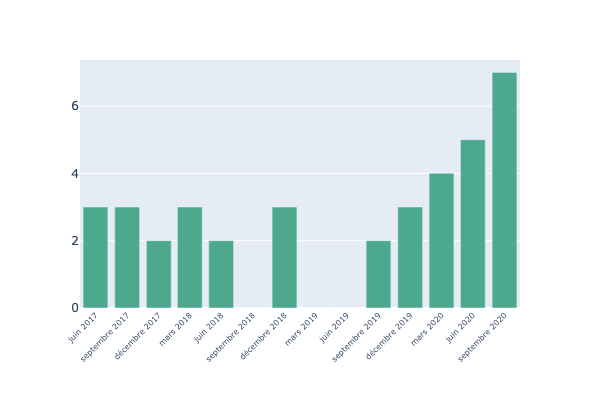 6
4
2
0
juin 2017
septembre 2017
décembre 2017
mars 2018
juin 2018
septembre 2018
décembre 2018
mars 2019
juin 2019
septembre 2019
décembre 2019
mars 2020
juin 2020
septembre 2020